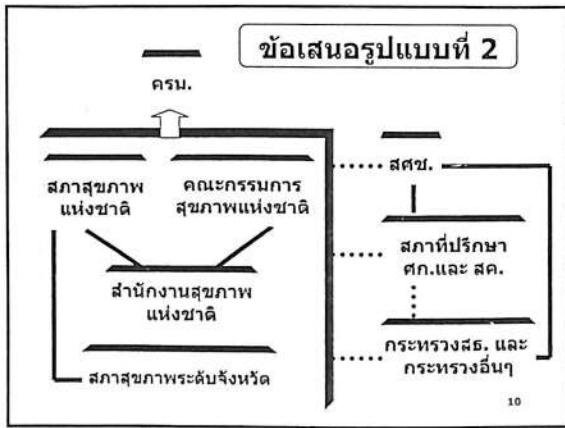 ข้อเสนอรูปแบบที่ 2
ครม.
สภาสุขภาพ
แห่งชาติ
คณะกรรมการ
สุขภาพแห่งชาติ
สำนักงานสุขภาพ
แห่งชาติ
สภาสุขภาพระดับจังหวัด
สศช.
สภาที่ปรึกษา
ศก.และ สค.
กระทรวงสธ. และ
กระทรวงอื่นๆ
10